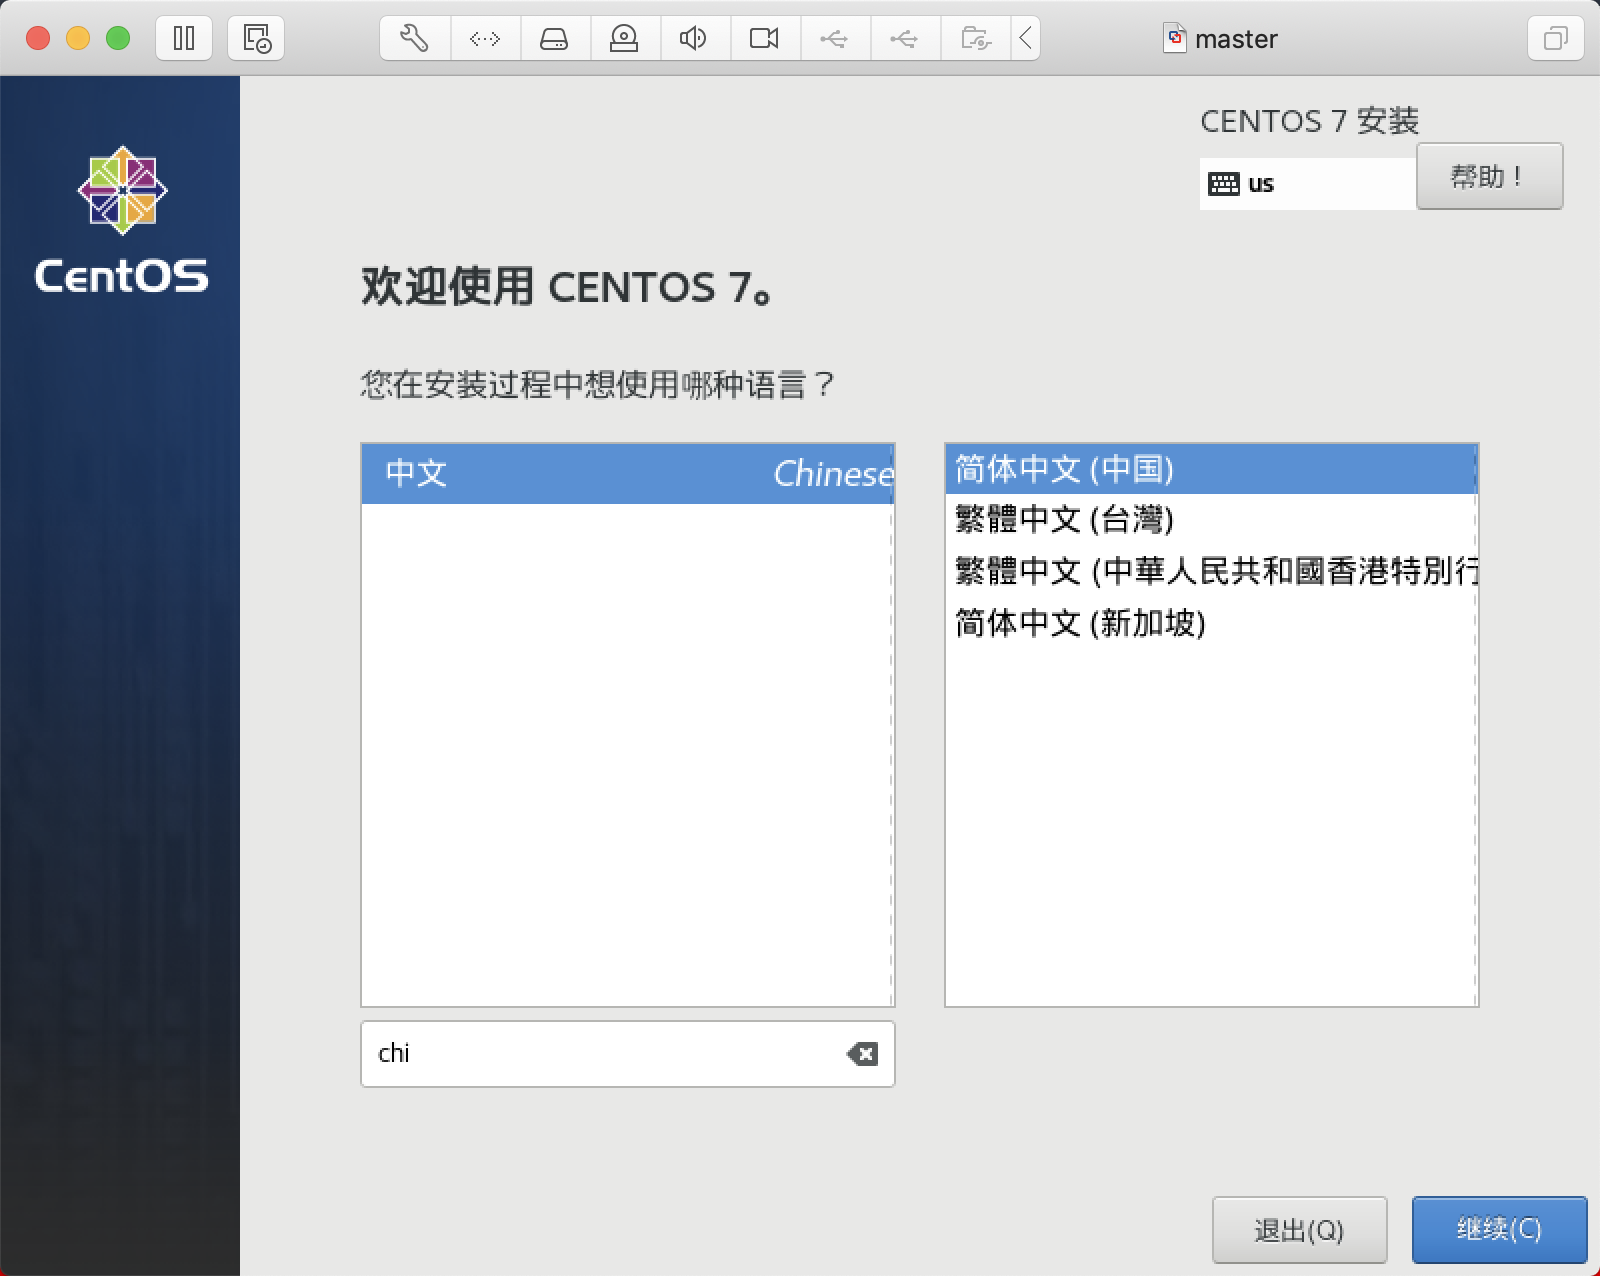 master
CentOS
CENTOS 7 安装
us
帮助！
欢迎使用 CENTOS 7。
您在安装过程中想使用哪种语言？
中文 Chinese
简体中文 (中国)
繁體中文 (台灣)
繁體中文 (中華人民共和國香港特別行
简体中文 (新加坡)
chi
退出(Q)
继续(C)